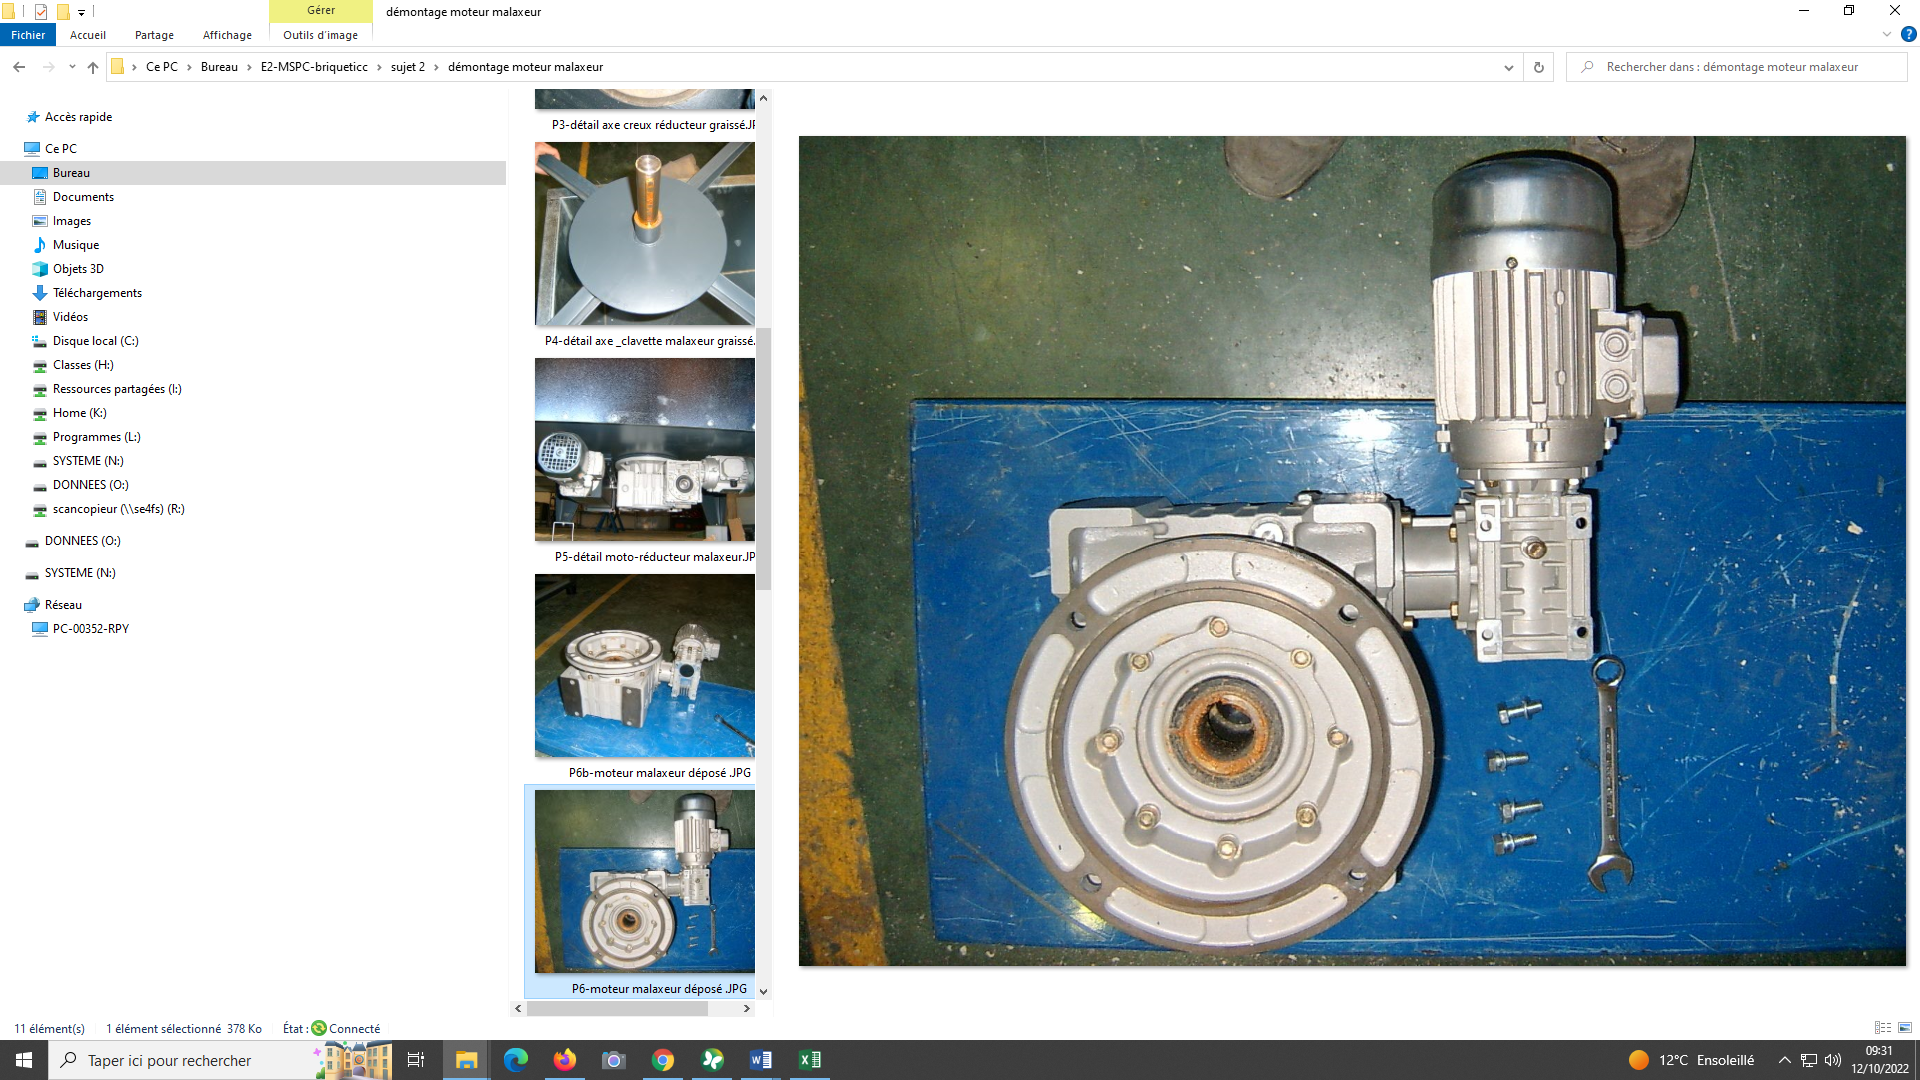 Gérer
démontage moteur malaxeur
Fichier
Accueil
Partage
Affichage
Outils d'image
Ce PC
Bureau
E2-MSPC-briqueticc
sujet 2
démontage moteur malaxeur
Rechercher dans : démontage moteur malaxeur
Accès rapide
Ce PC
Bureau
Documents
Images
Musique
Objets 3D
Téléchargements
Vidéos
Disque local (C:)
Classes (H:)
Ressources partagées (I:)
Home (K:)
Programmes (L:)
SYSTEME (N:)
DONNEES (O:)
scancopieur (\\se4fs) (R:)
DONNEES (O:)
SYSTEME (N:)
Réseau
PC-00352-RPY
P3-détail axe creux réducteur graissé.JP
P4-détail axe _clavette malaxeur graissé.
P5-détail moto-réducteur malaxeur.JP
P6b-moteur malaxeur déposé .JPG
P6-moteur malaxeur déposé .JPG
11 élément(s)
1 élément sélectionné 378 Ko
État :
Connecté
Taper ici pour rechercher
12°C Ensoleillé
09:31
12/10/2022